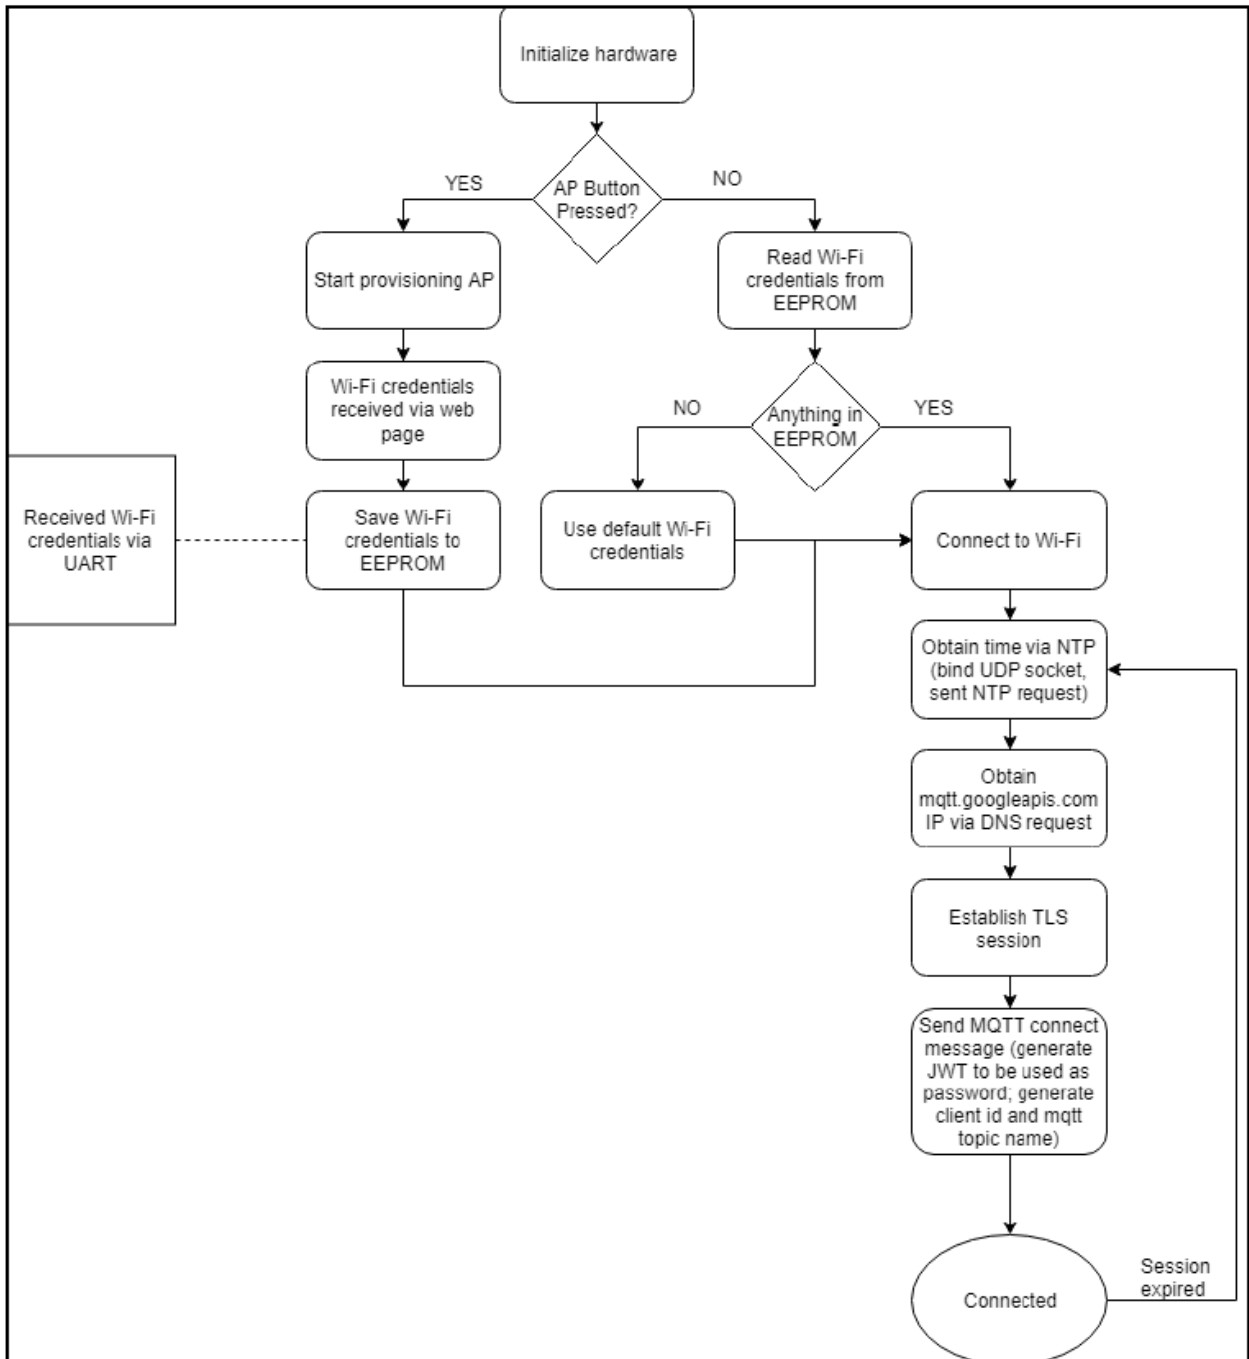 Initialize hardware
YES
AP Button
Pressed?
NO
Start provisioning AP
Read Wi-Fi
credentials from
EEPROM
Wi-Fi credentials
received via web
page
NO
Anything in
EEPROM
YES
Received Wi-Fi
credentials via
UART
Save Wi-Fi
credentials to
EEPROM
Use default Wi-Fi
credentials
Connect to Wi-Fi
Obtain time via NTP
(bind UDP socket,
sent NTP request)
Obtain
mqtt.googleapis.com
IP via DNS request
Establish TLS
session
Send MQTT connect
message (generate
JWT to be used as
password; generate
client id and mqtt
topic name)
Connected
Session
expired